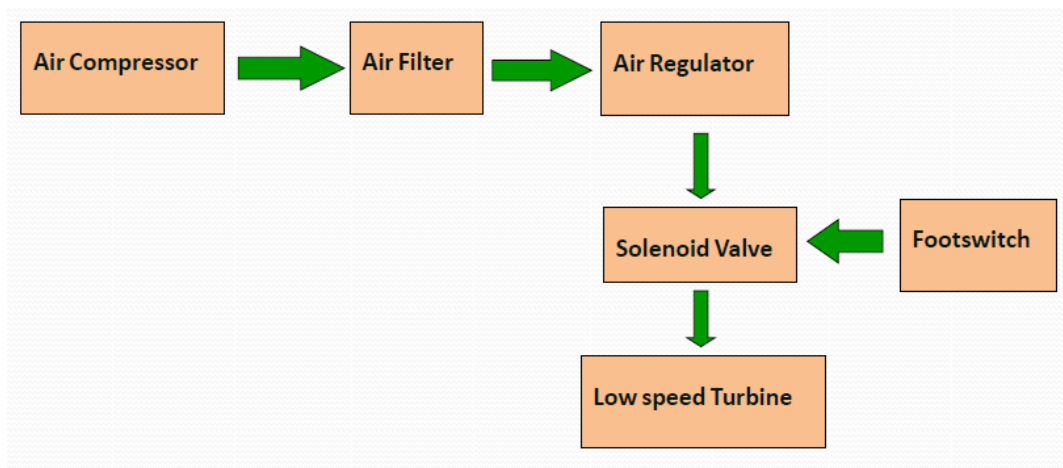 Air Compressor
Air Filter
Air Regulator
Solenoid Valve
Footswitch
Low speed Turbine